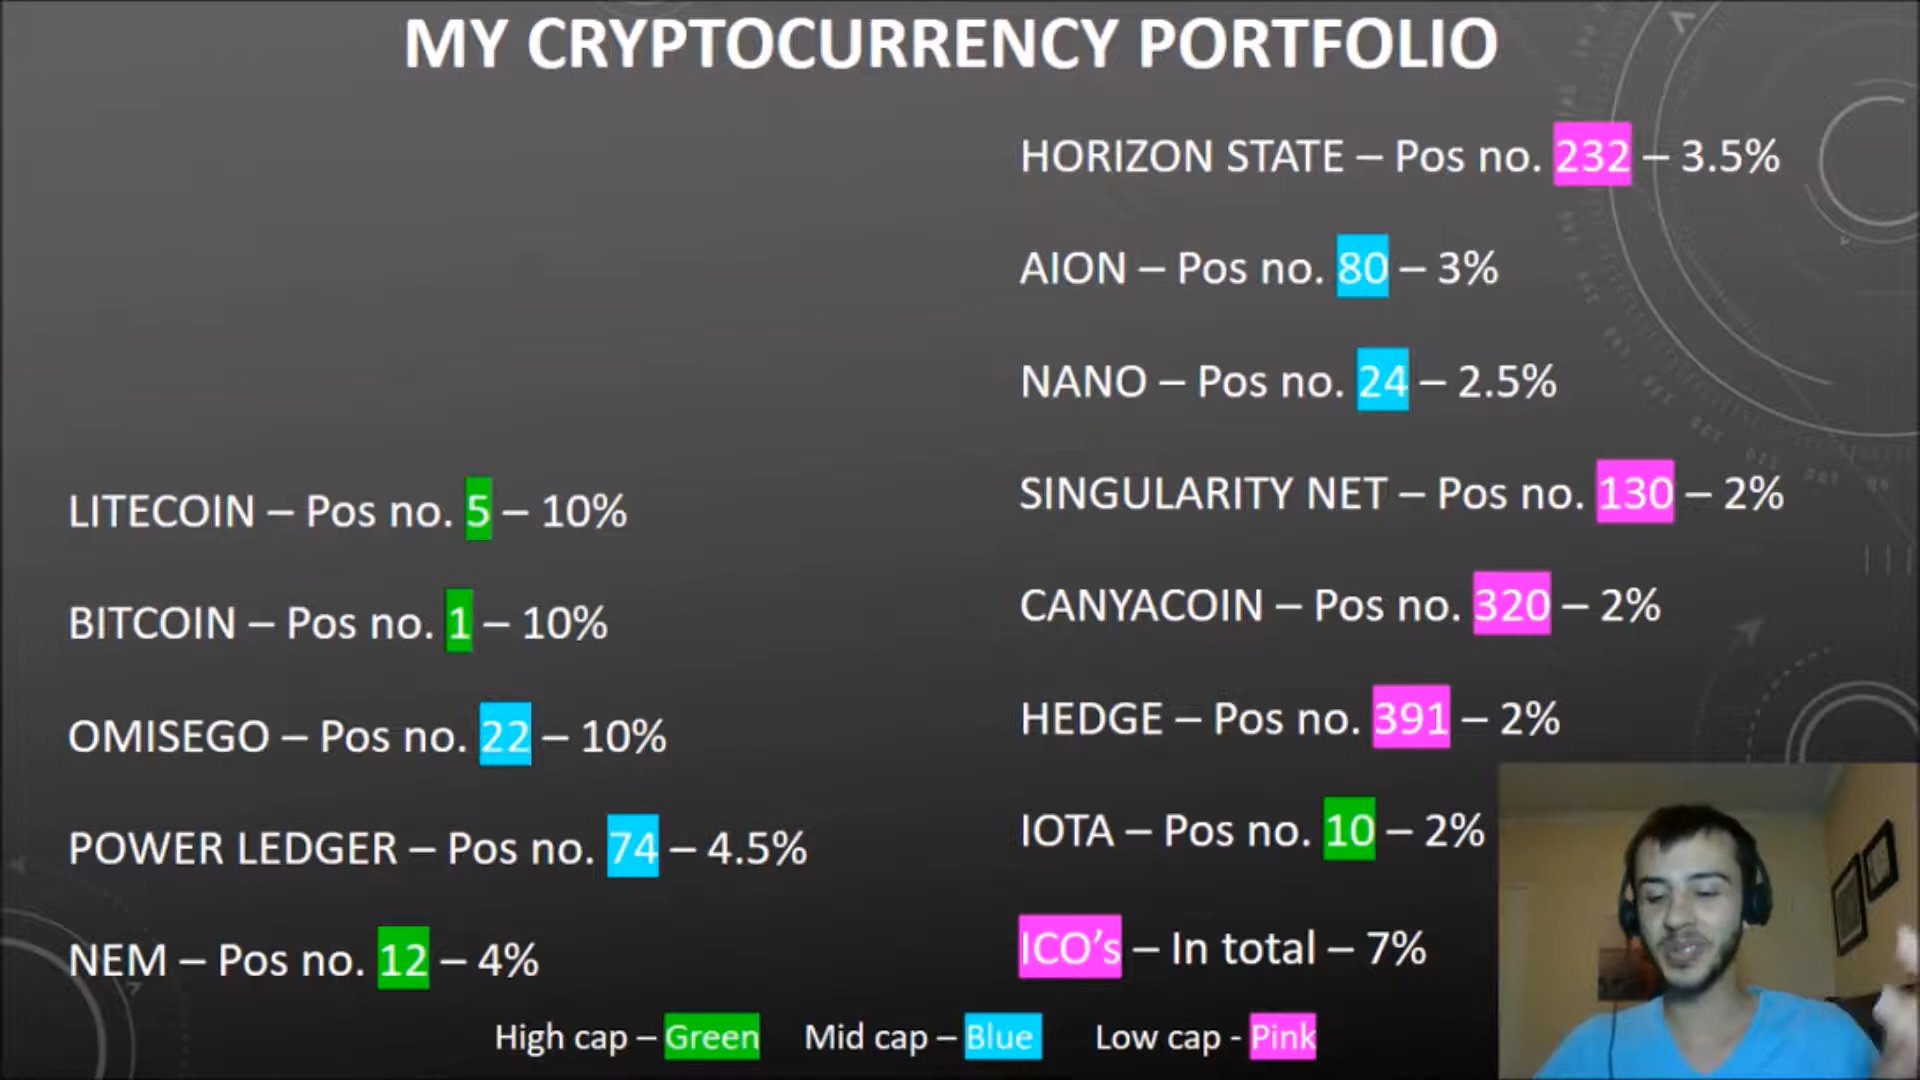 MY CRYPTOCURRENCY PORTFOLIO
LITECOIN – Pos no. 5 – 10%
BITCOIN – Pos no. 1 – 10%
OMISEGO – Pos no. 22 – 10%
POWER LEDGER – Pos no. 74 – 4.5%
NEM – Pos no. 12 – 4%
HORIZON STATE – Pos no. 232 – 3.5%
AION – Pos no. 80 – 3%
NANO – Pos no. 24 – 2.5%
SINGULARITY NET – Pos no. 130 – 2%
CANYACOIN – Pos no. 320 – 2%
HEDGE – Pos no. 391 – 2%
IOTA – Pos no. 10 – 2%
ICO’s – In total – 7%
High cap – Green Mid cap – Blue Low cap - Pink